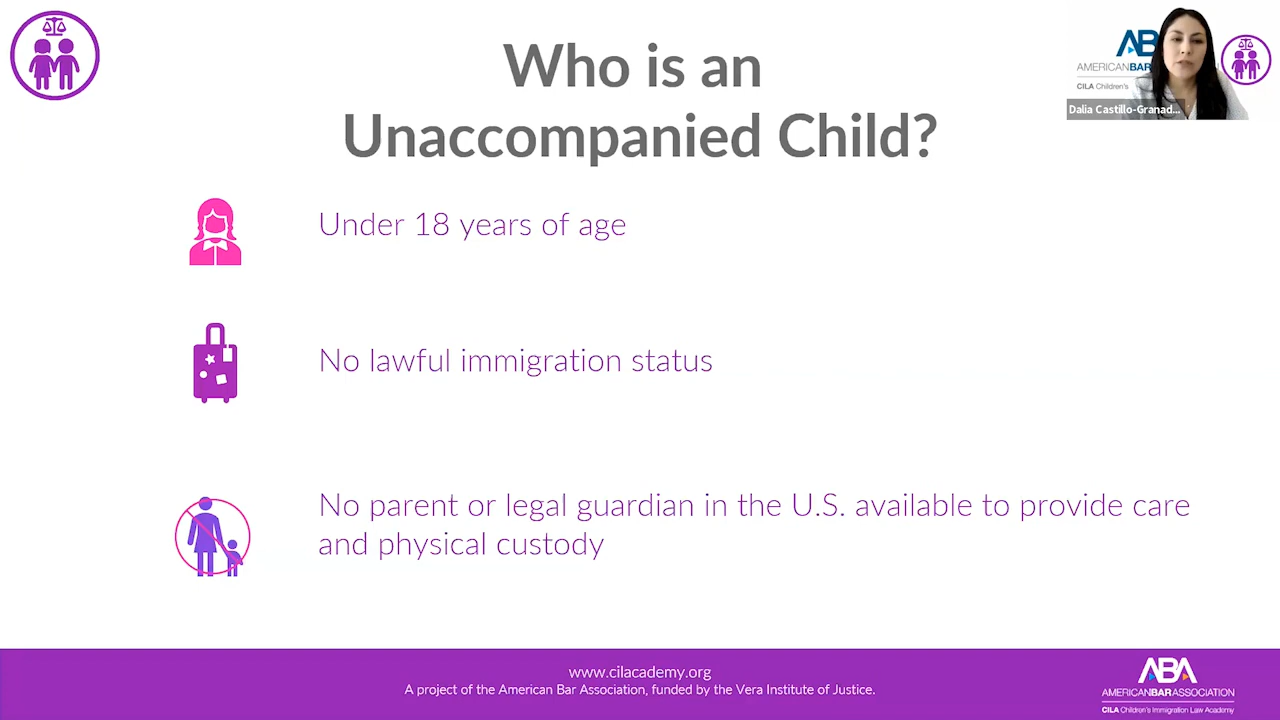 Who is an
Unaccompanied Child?
AB
AMERICANBAR
CILA Children's
Dalia Castillo-Granad...
Under 18 years of age
No lawful immigration status
No parent or legal guardian in the U.S. available to provide care
and physical custody
www.cilacademy.org
A project of the American Bar Association, funded by the Vera Institute of Justice.
ABA
AMERICANBARASSOCIATION
CILA Children's Immigration Law Academy